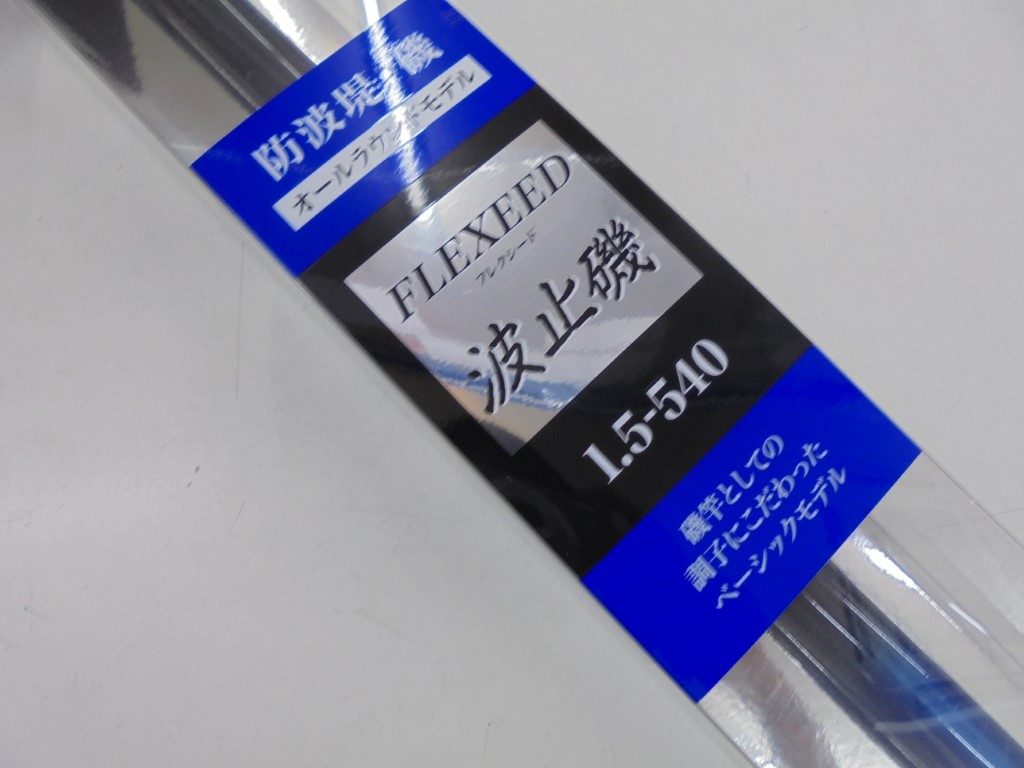 防波堤・磯
オールラウンドモデル
FLEXEED
フレクシード
波止磯
1.5-540
磯竿としての
調子にこだわった
ベーシックモデル